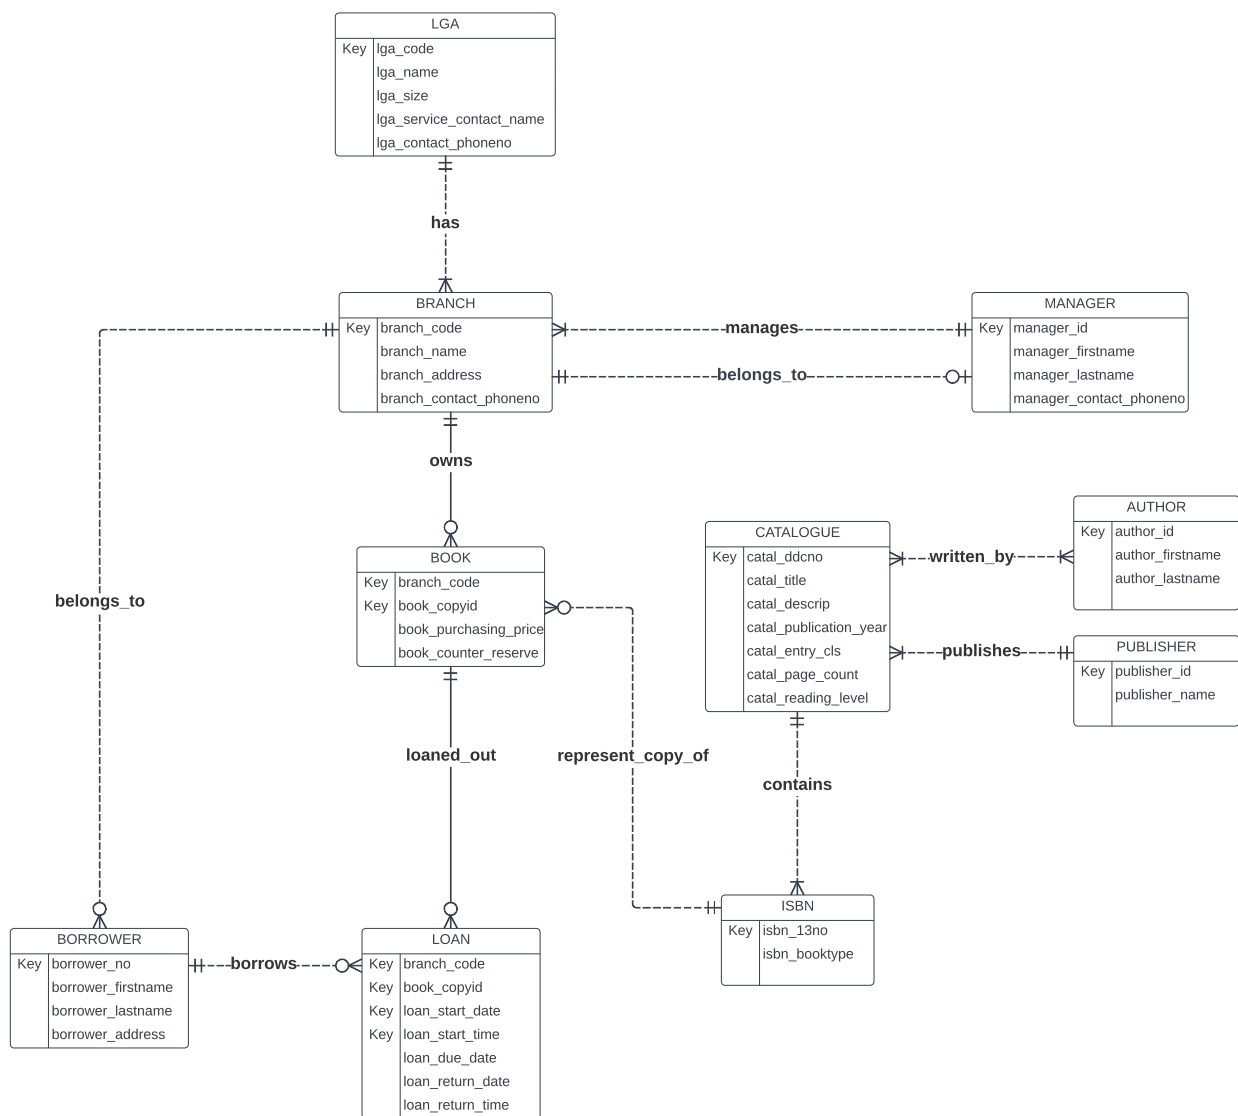 LGA
Key lga_code
lga_name
lga_size
lga_service_contact_name
lga_contact_phoneno
has
BRANCH
Key branch_code
branch_name
branch_address
branch_contact_phoneno
manages
belongs_to
MANAGER
Key manager_id
manager_firstname
manager_lastname
manager_contact_phoneno
owns
BOOK
Key branch_code
Key book_copyid
book_purchasing_price
book_counter_reserve
CATALOGUE
Key catal_ddcno
catal_title
catal_descrip
catal_publication_year
catal_entry_cls
catal_page_count
catal_reading_level
written_by
AUTHOR
Key author_id
author_firstname
author_lastname
publishes
PUBLISHER
Key publisher_id
publisher_name
belongs_to
loaned_out
represent_copy_of
contains
ISBN
Key isbn_13no
isbn_booktype
BORROWER
Key borrower_no
borrower_firstname
borrower_lastname
borrower_address
borrows
LOAN
Key branch_code
Key book_copyid
Key loan_start_date
Key loan_start_time
loan_due_date
loan_return_date
loan_return_time